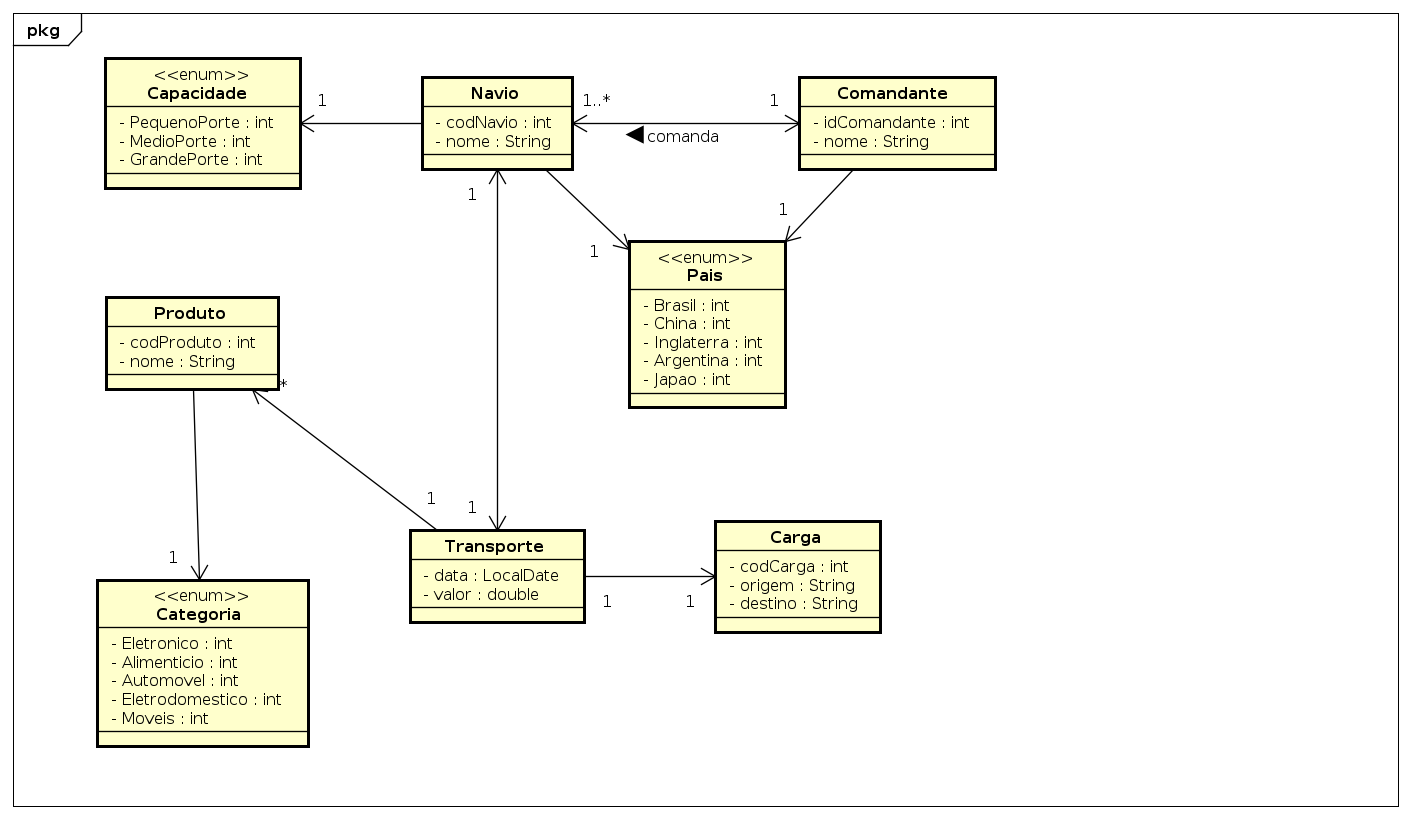 pkg
<<enum>>
Capacidade
- PequenoPorte : int
- MedioPorte : int
- GrandePorte : int
1
Navio
- codNavio : int
- nome : String
1..*
1
comanda
Comandante
- idComandante : int
- nome : String
1
1
1
<<enum>>
Pais
- Brasil : int
- China : int
- Inglaterra : int
- Argentina : int
- Japao : int
Produto
- codProduto : int
- nome : String
*
1
1
1
<<enum>>
Categoria
- Eletronico : int
- Alimenticio : int
- Automovel : int
- Eletrodomestico : int
- Moveis : int
Transporte
- data : LocalDate
- valor : double
1
1
Carga
- codCarga : int
- origem : String
- destino : String